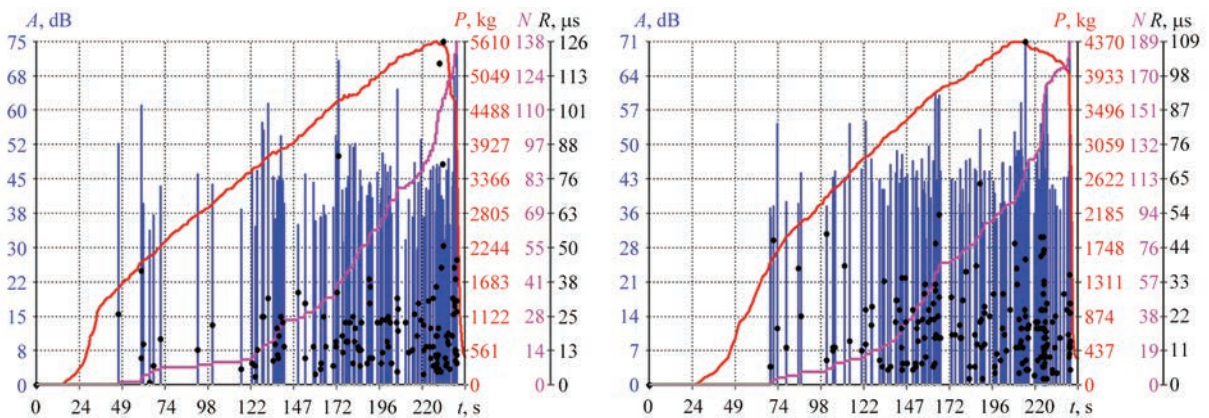 A, dB P, kg N R, µs
75 5610 138 126
68 5049 124 113
60 4488 110 101
52 3927 97 88
45 3366 83 76
38 2805 69 63
30 2244 55 50
22 1683 41 38
15 1122 28 25
8 561 14 13
0 0 0 0
0 24 49 74 98 122 147 172 196 220 t, s
A, dB P, kg N R, µs
71 4370 189 109
64 3933 170 98
57 3496 151 87
50 3059 132 76
43 2622 113 65
36 2185 94 54
28 1748 76 44
21 1311 57 33
14 874 38 22
7 437 19 11
0 0 0 0
0 24 49 74 98 122 147 172 196 220 t, s